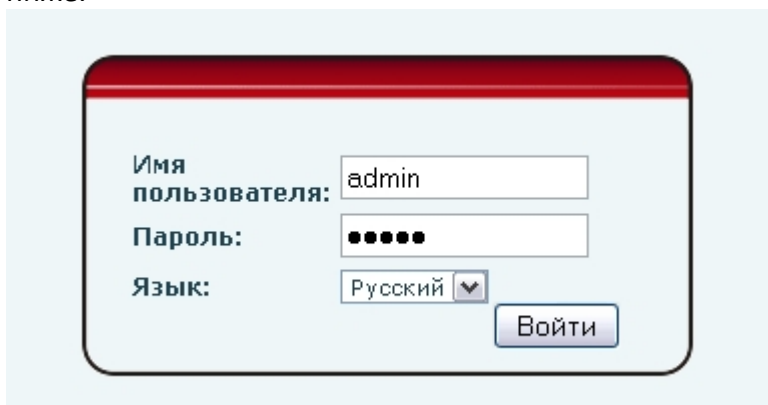 Имя
пользователя:
admin
Пароль:
●●●●●
Язык:
Русский
Войти